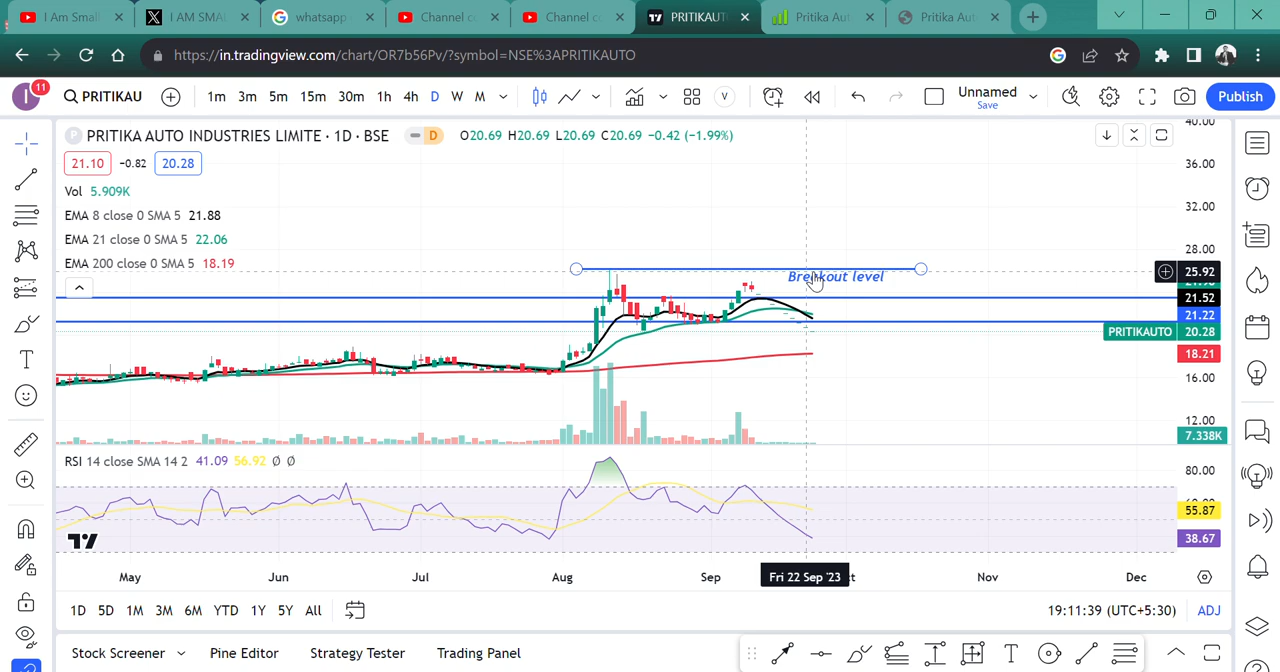 I Am Small
I AM SMAL
whatsapp
Channel c
Channel co
PRITIKAUT
Pritika Aut
Pritika Aut
https://in.tradingview.com/chart/OR7b56Pv/?symbol=NSE%3APRITIKAUTO
I 11 PRITIKAU 1m 3m 5m 15m 30m 1h 4h D W M V Unnamed Save Publish
P PRITIKA AUTO INDUSTRIES LIMITE · 1D · BSE D O20.69 H20.69 L20.69 C20.69 −0.42 (−1.99%)
21.10 −0.82 20.28
Vol 5.909K
EMA 8 close 0 SMA 5 21.88
EMA 21 close 0 SMA 5 22.06
EMA 200 close 0 SMA 5 18.19
Breakout level
40.00
36.00
32.00
28.00
25.92
21.52
21.22
PRITIKAUTO 20.28
18.21
16.00
12.00
7.338K
RSI 14 close SMA 14 2 41.09 56.92 Ø Ø
80.00
55.87
38.67
May Jun Jul Aug Sep Fri 22 Sep '23 Nov Dec
1D 5D 1M 3M 6M YTD 1Y 5Y All 19:11:39 (UTC+5:30) ADJ
Stock Screener Pine Editor Strategy Tester Trading Panel